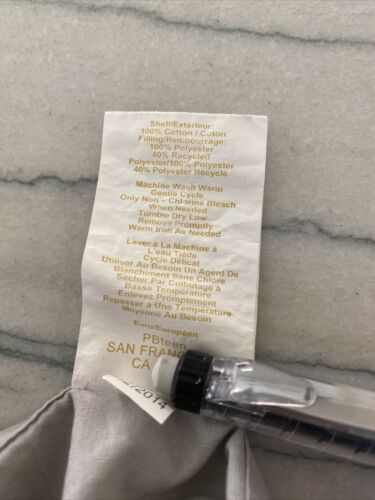 Shell/Extérieur:
100% Cotton / Coton
Filling/Rembourrage:
100% Polyester
40% Recycled
Polyester/100% Polyester
40% Polyester Recyclé
Machine Wash Warm
Gentle Cycle
Only Non - Chlorine Bleach
When Needed
Tumble Dry Low
Remove Promptly
Warm Iron As Needed
Laver à La Machine à
L'eau Tiède
Cycle Délicat
Utiliser Au Besoin Un Agent De
Blanchiment Sans Chlore
Sécher Par Culbutage à
Basse Température
Enlevez Promplement
Repasser a Une Température
Moyenne Au Besoin
Euro/Européen
PBteen
SAN FRANC
CA
/2014